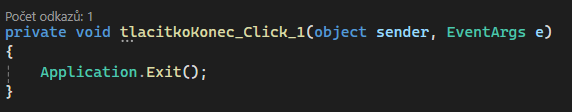 Počet odkazů: 1
private void tlacitkoKonec_Click_1(object sender, EventArgs e)
{
    Application.Exit();
}